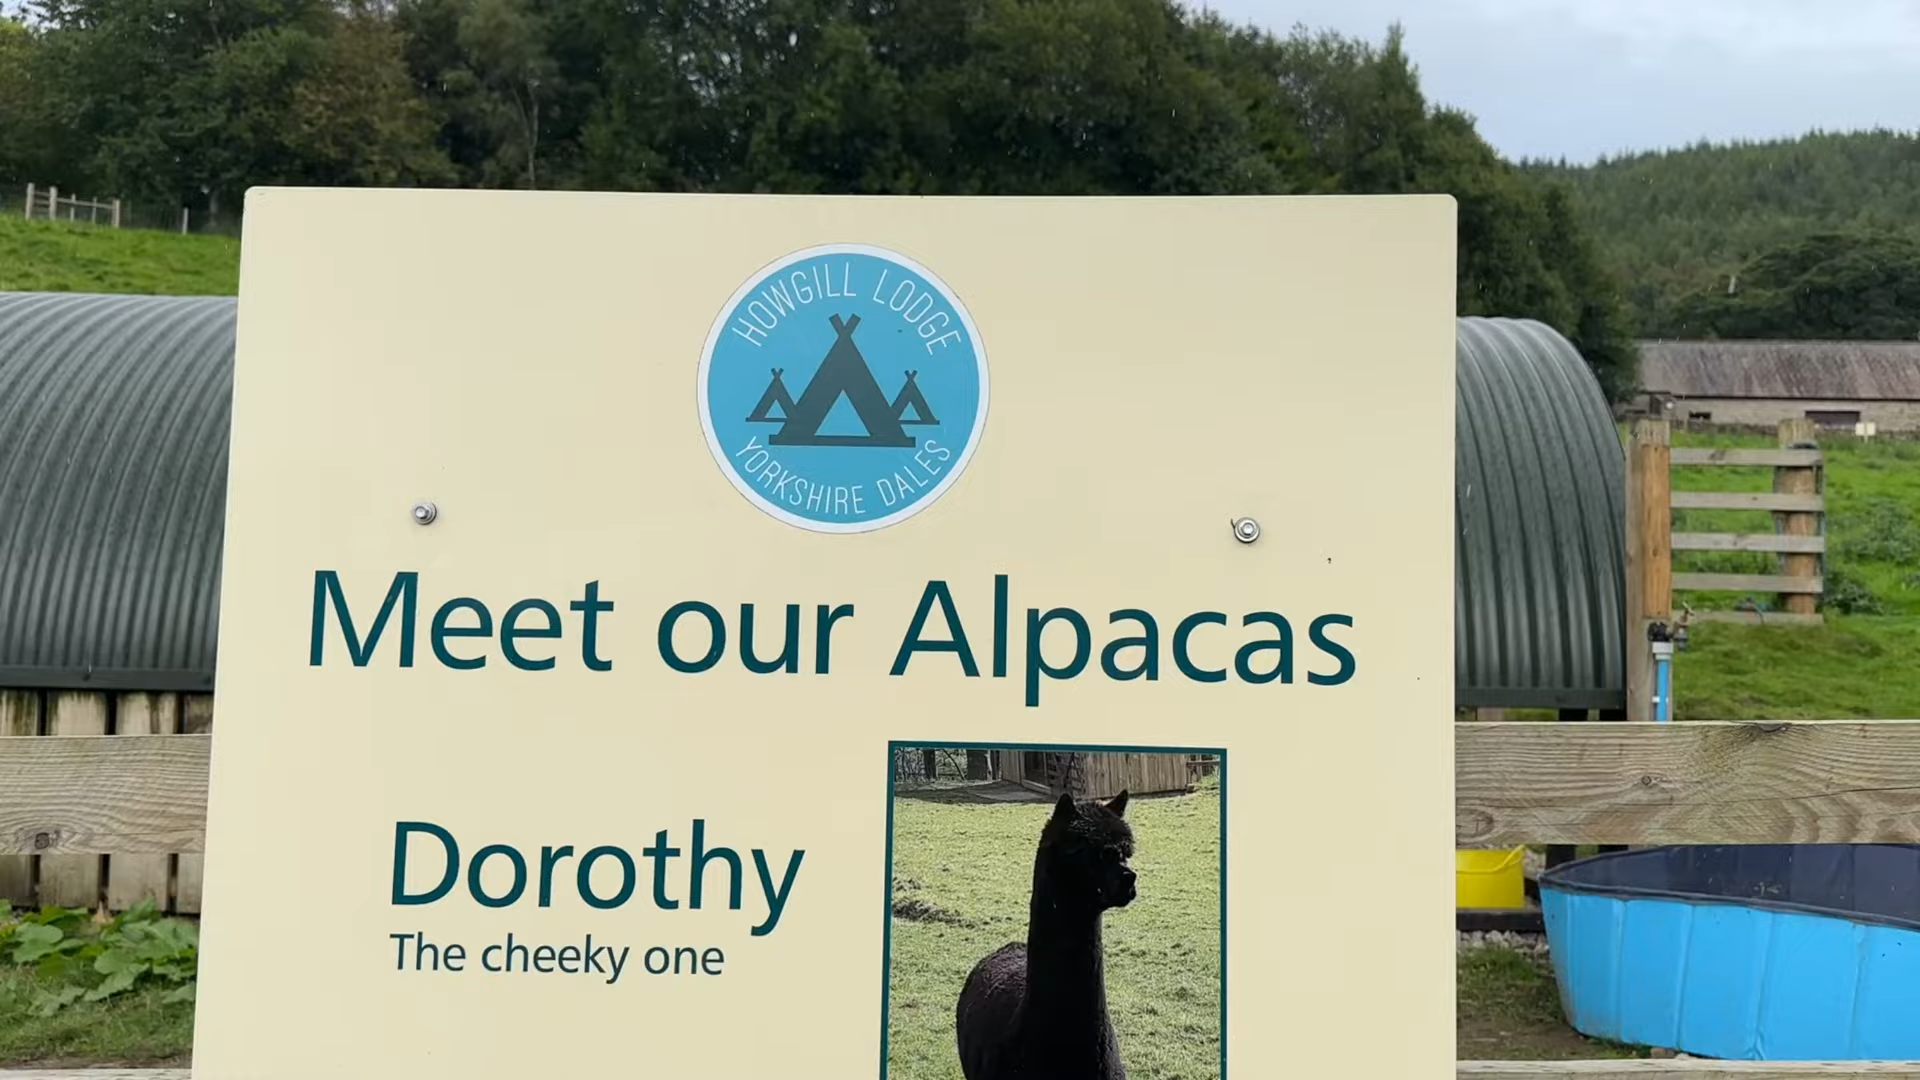 HOWGILL LODGE
YORKSHIRE DALES
Meet our Alpacas
Dorothy
The cheeky one